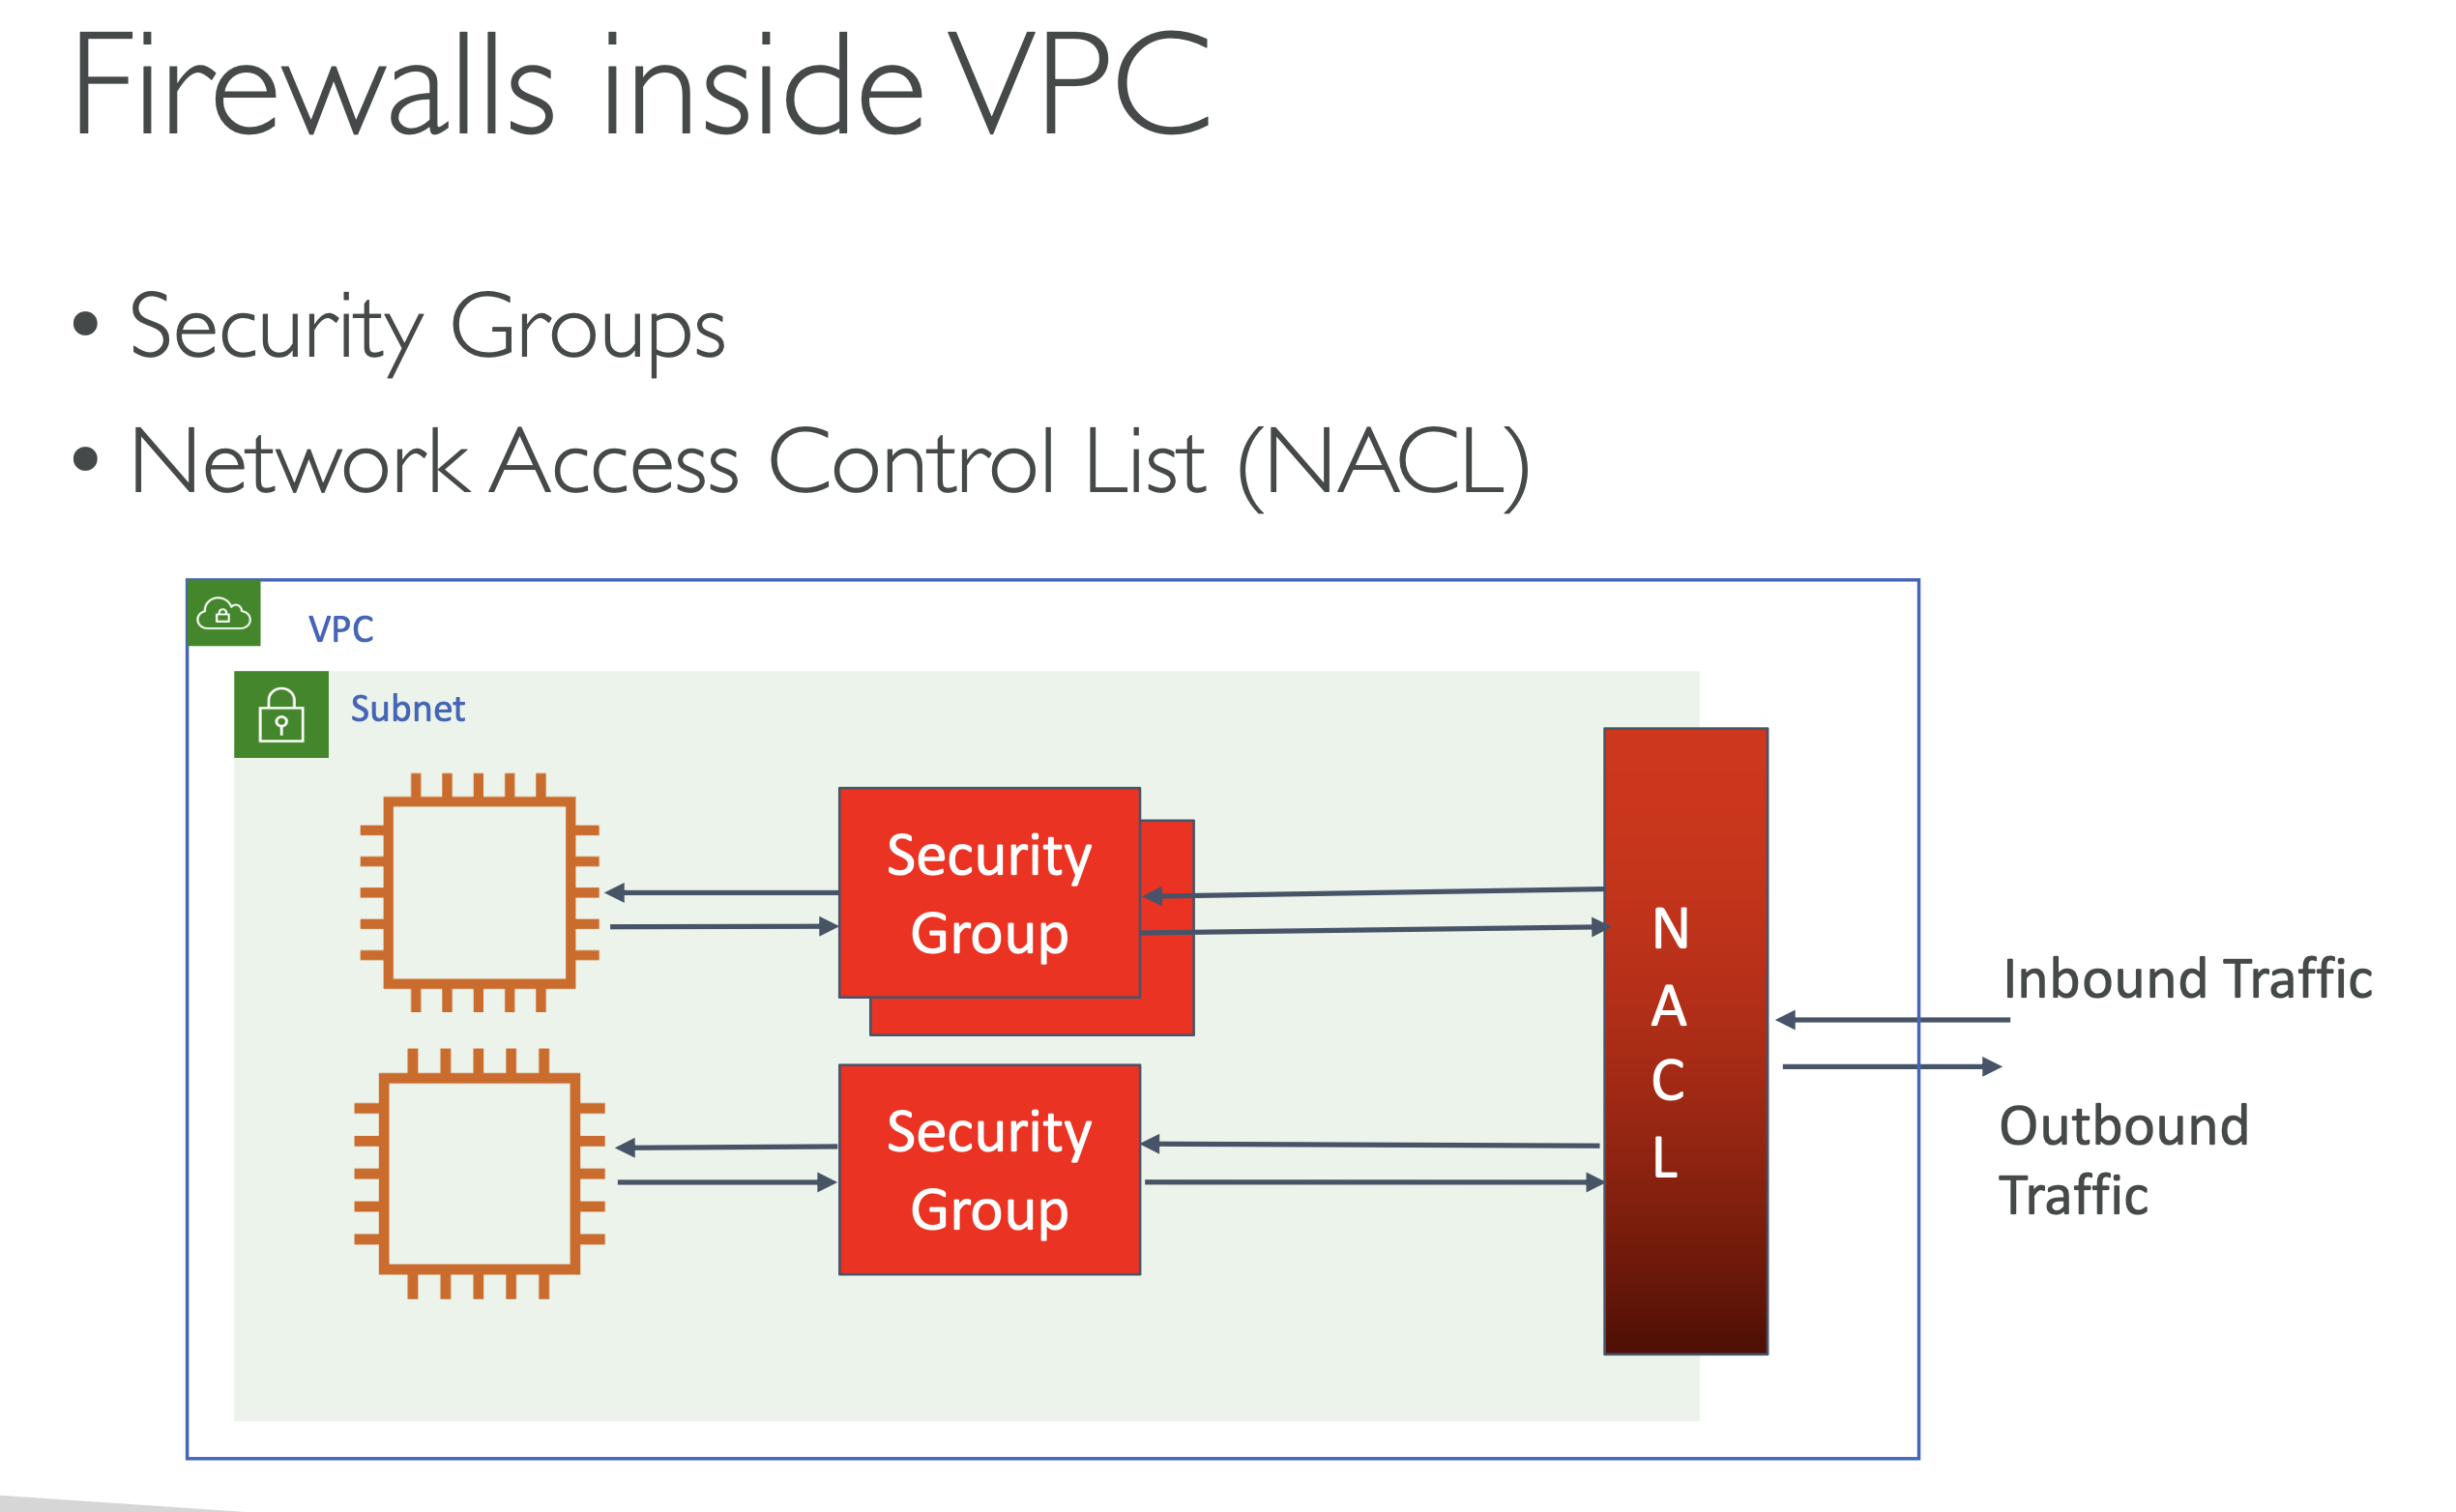 Firewalls inside VPC
• Security Groups
• Network Access Control List (NACL)
VPC
Subnet
Security
Group
Security
Group
N
A
C
L
Inbound Traffic
Outbound
Traffic